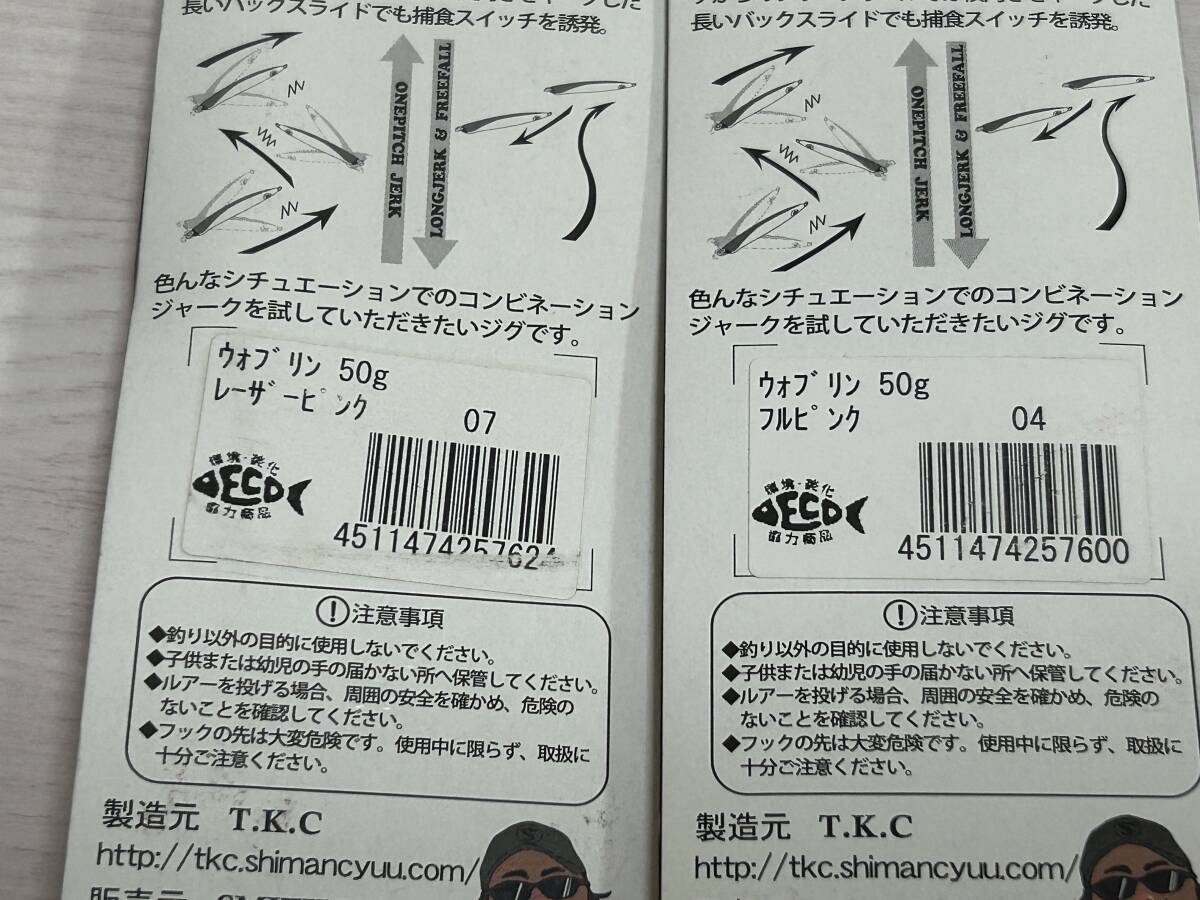 長いバックスライドでも捕食スイッチを誘発。
ONEPITCH JERK
LONGJERK & FREEFALL
色んなシチュエーションでのコンビネーション
ジャークを試していただきたいジグです。
ｳｫﾌﾞﾘﾝ 50g
ﾚｰｻﾞｰﾋﾟﾝｸ
07
環境・美化
ECO
協力商品
4511474257624
!注意事項
◆釣り以外の目的に使用しないでください。
◆子供または幼児の手の届かない所へ保管してください。
◆ルアーを投げる場合、周囲の安全を確かめ、危険の
ないことを確認してください。
◆フックの先は大変危険です。使用中に限らず、取扱に
十分ご注意ください。
製造元 T.K.C
http://tkc.shimancyuu.com/
販売元
長いバックスライドでも捕食スイッチを誘発。
ONEPITCH JERK
LONGJERK & FREEFALL
色んなシチュエーションでのコンビネーション
ジャークを試していただきたいジグです。
ｳｫﾌﾞﾘﾝ 50g
ﾌﾙﾋﾟﾝｸ
04
環境・美化
ECO
協力商品
4511474257600
!注意事項
◆釣り以外の目的に使用しないでください。
◆子供または幼児の手の届かない所へ保管してください。
◆ルアーを投げる場合、周囲の安全を確かめ、危険の
ないことを確認してください。
◆フックの先は大変危険です。使用中に限らず、取扱に
十分ご注意ください。
製造元 T.K.C
http://tkc.shimancyuu.com/